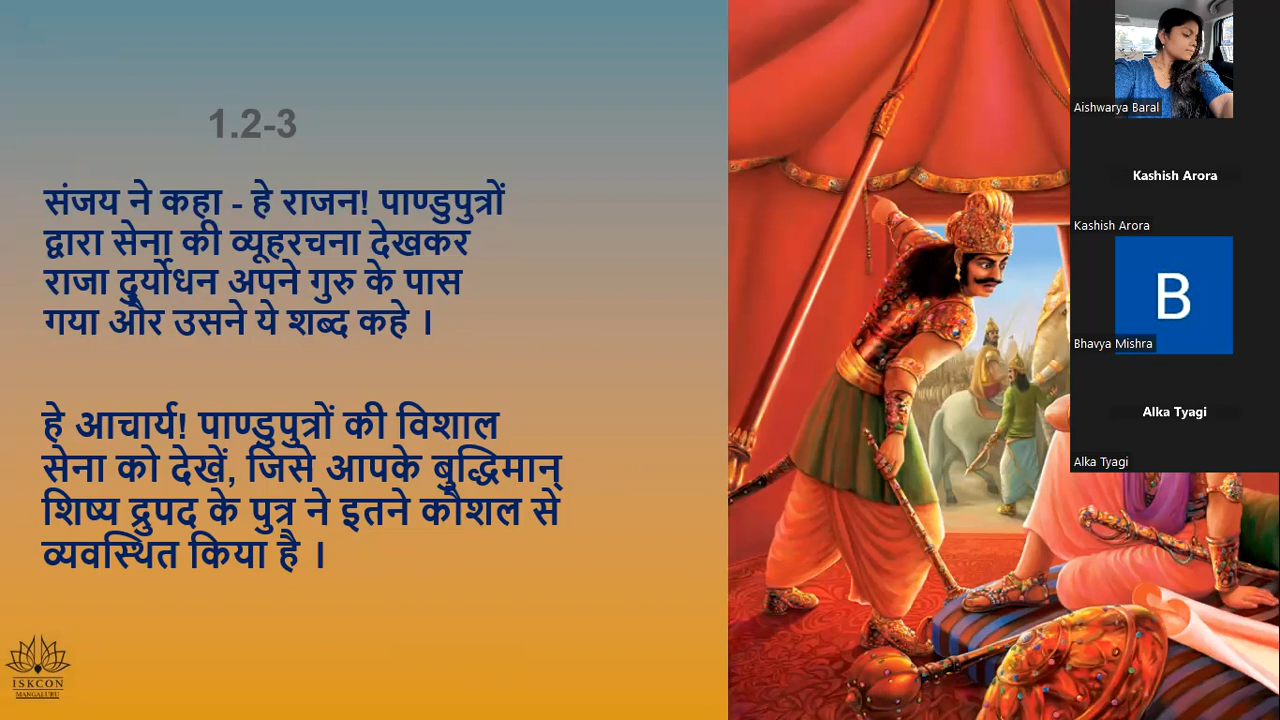 1.2-3
संजय ने कहा - हे राजन! पाण्डुपुत्रों
द्वारा सेना की व्यूहरचना देखकर
राजा दुर्योधन अपने गुरु के पास
गया और उसने ये शब्द कहे ।
हे आचार्य! पाण्डुपुत्रों की विशाल
सेना को देखें, जिसे आपके बुद्धिमान्
शिष्य द्रुपद के पुत्र ने इतने कौशल से
व्यवस्थित किया है ।
ISKCON
MANGALURU
Aishwarya Baral
Kashish Arora
Kashish Arora
B
Bhavya Mishra
Alka Tyagi
Alka Tyagi